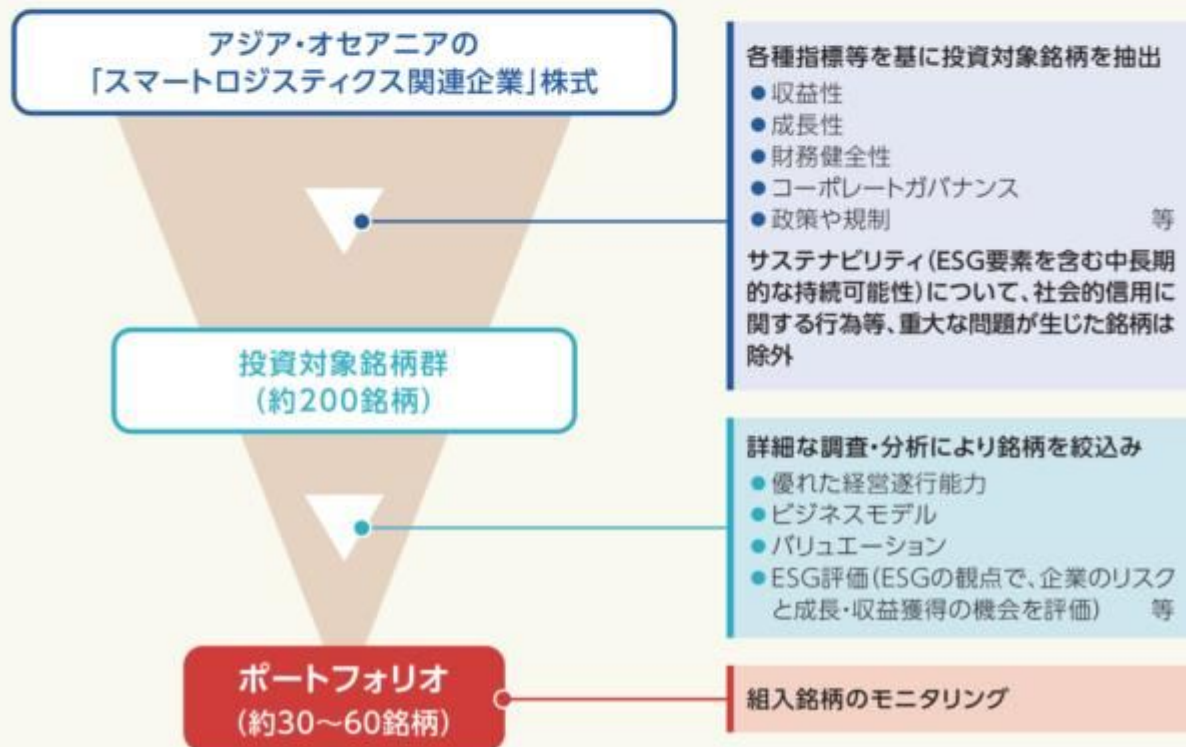 アジア・オセアニアの
「スマートロジスティクス関連企業」株式
各種指標等を基に投資対象銘柄を抽出
●収益性
●成長性
●財務健全性
●コーポレートガバナンス
●政策や規制 等
サステナビリティ(ESG要素を含む中長期
的な持続可能性)について、社会的信用に
関する行為等、重大な問題が生じた銘柄は
除外
投資対象銘柄群
(約200銘柄)
詳細な調査・分析により銘柄を絞込み
●優れた経営遂行能力
●ビジネスモデル
●バリュエーション
●ESG評価(ESGの観点で、企業のリスク
と成長・収益獲得の機会を評価) 等
ポートフォリオ
(約30〜60銘柄)
組入銘柄のモニタリング